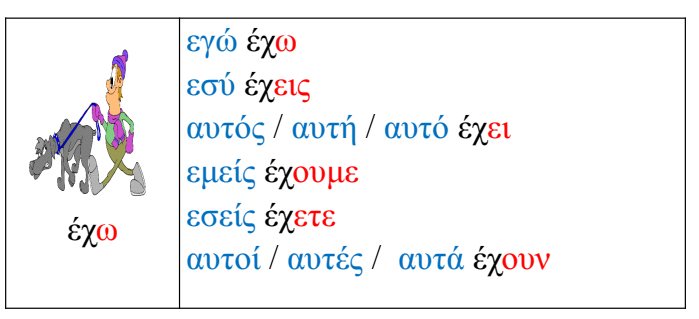 έχω
εγώ έχω
εσύ έχεις
αυτός / αυτή / αυτό έχει
εμείς έχουμε
εσείς έχετε
αυτοί / αυτές / αυτά έχουν